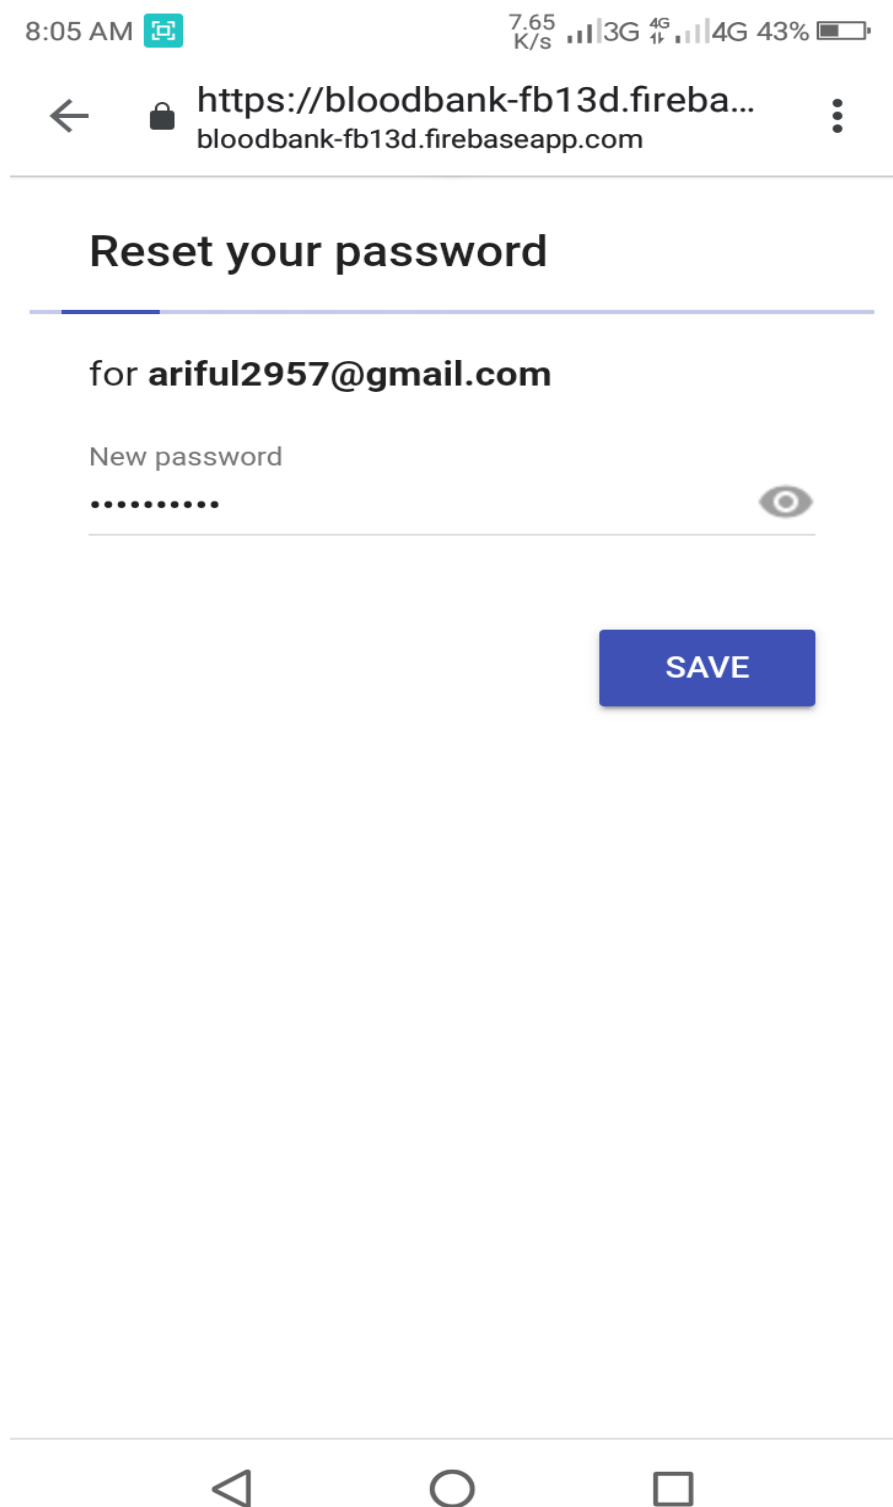 8:05 AM
7.65 K/s 3G 4G 4G 43%
https://bloodbank-fb13d.fireba...
bloodbank-fb13d.firebaseapp.com
Reset your password
for ariful2957@gmail.com
New password
••••••••••
SAVE